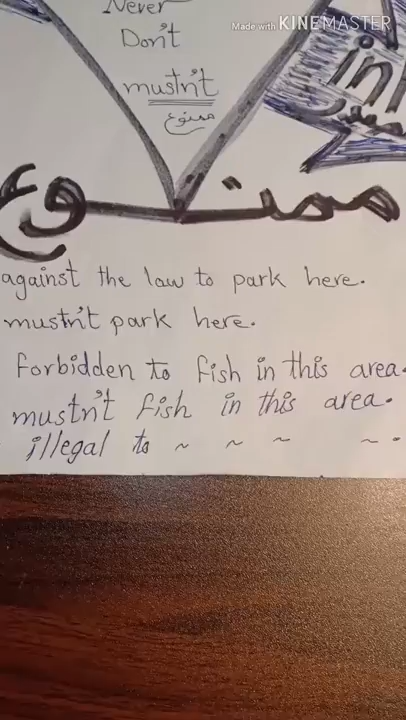 Never
Made with KINEMASTER
Don't
mustn't
ممنوع
in
ممنوع
against the law to park here.
mustn't park here.
forbidden to fish in this area.
mustn't fish in this area.
illegal to ~ ~ ~ ~.